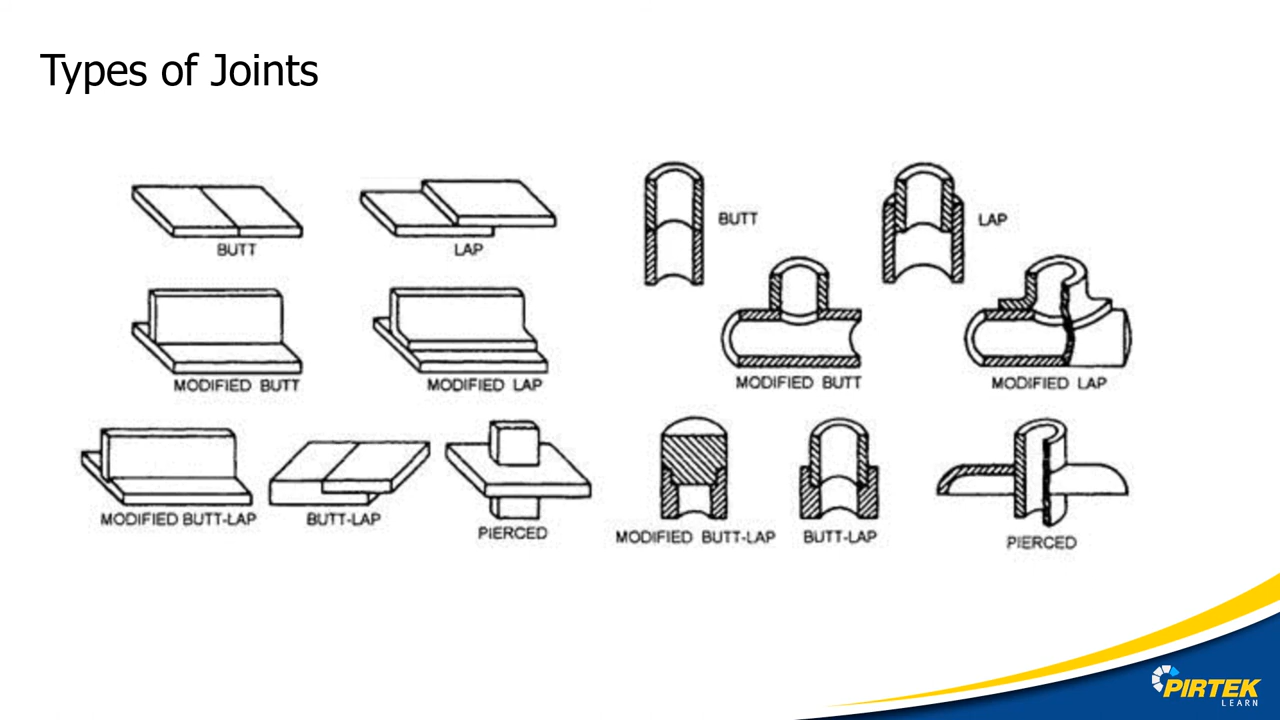 Types of Joints
BUTT
LAP
BUTT
LAP
MODIFIED BUTT
MODIFIED LAP
MODIFIED BUTT
MODIFIED LAP
MODIFIED BUTT-LAP
BUTT-LAP
PIERCED
MODIFIED BUTT-LAP
BUTT-LAP
PIERCED
PIRTEK
LEARN